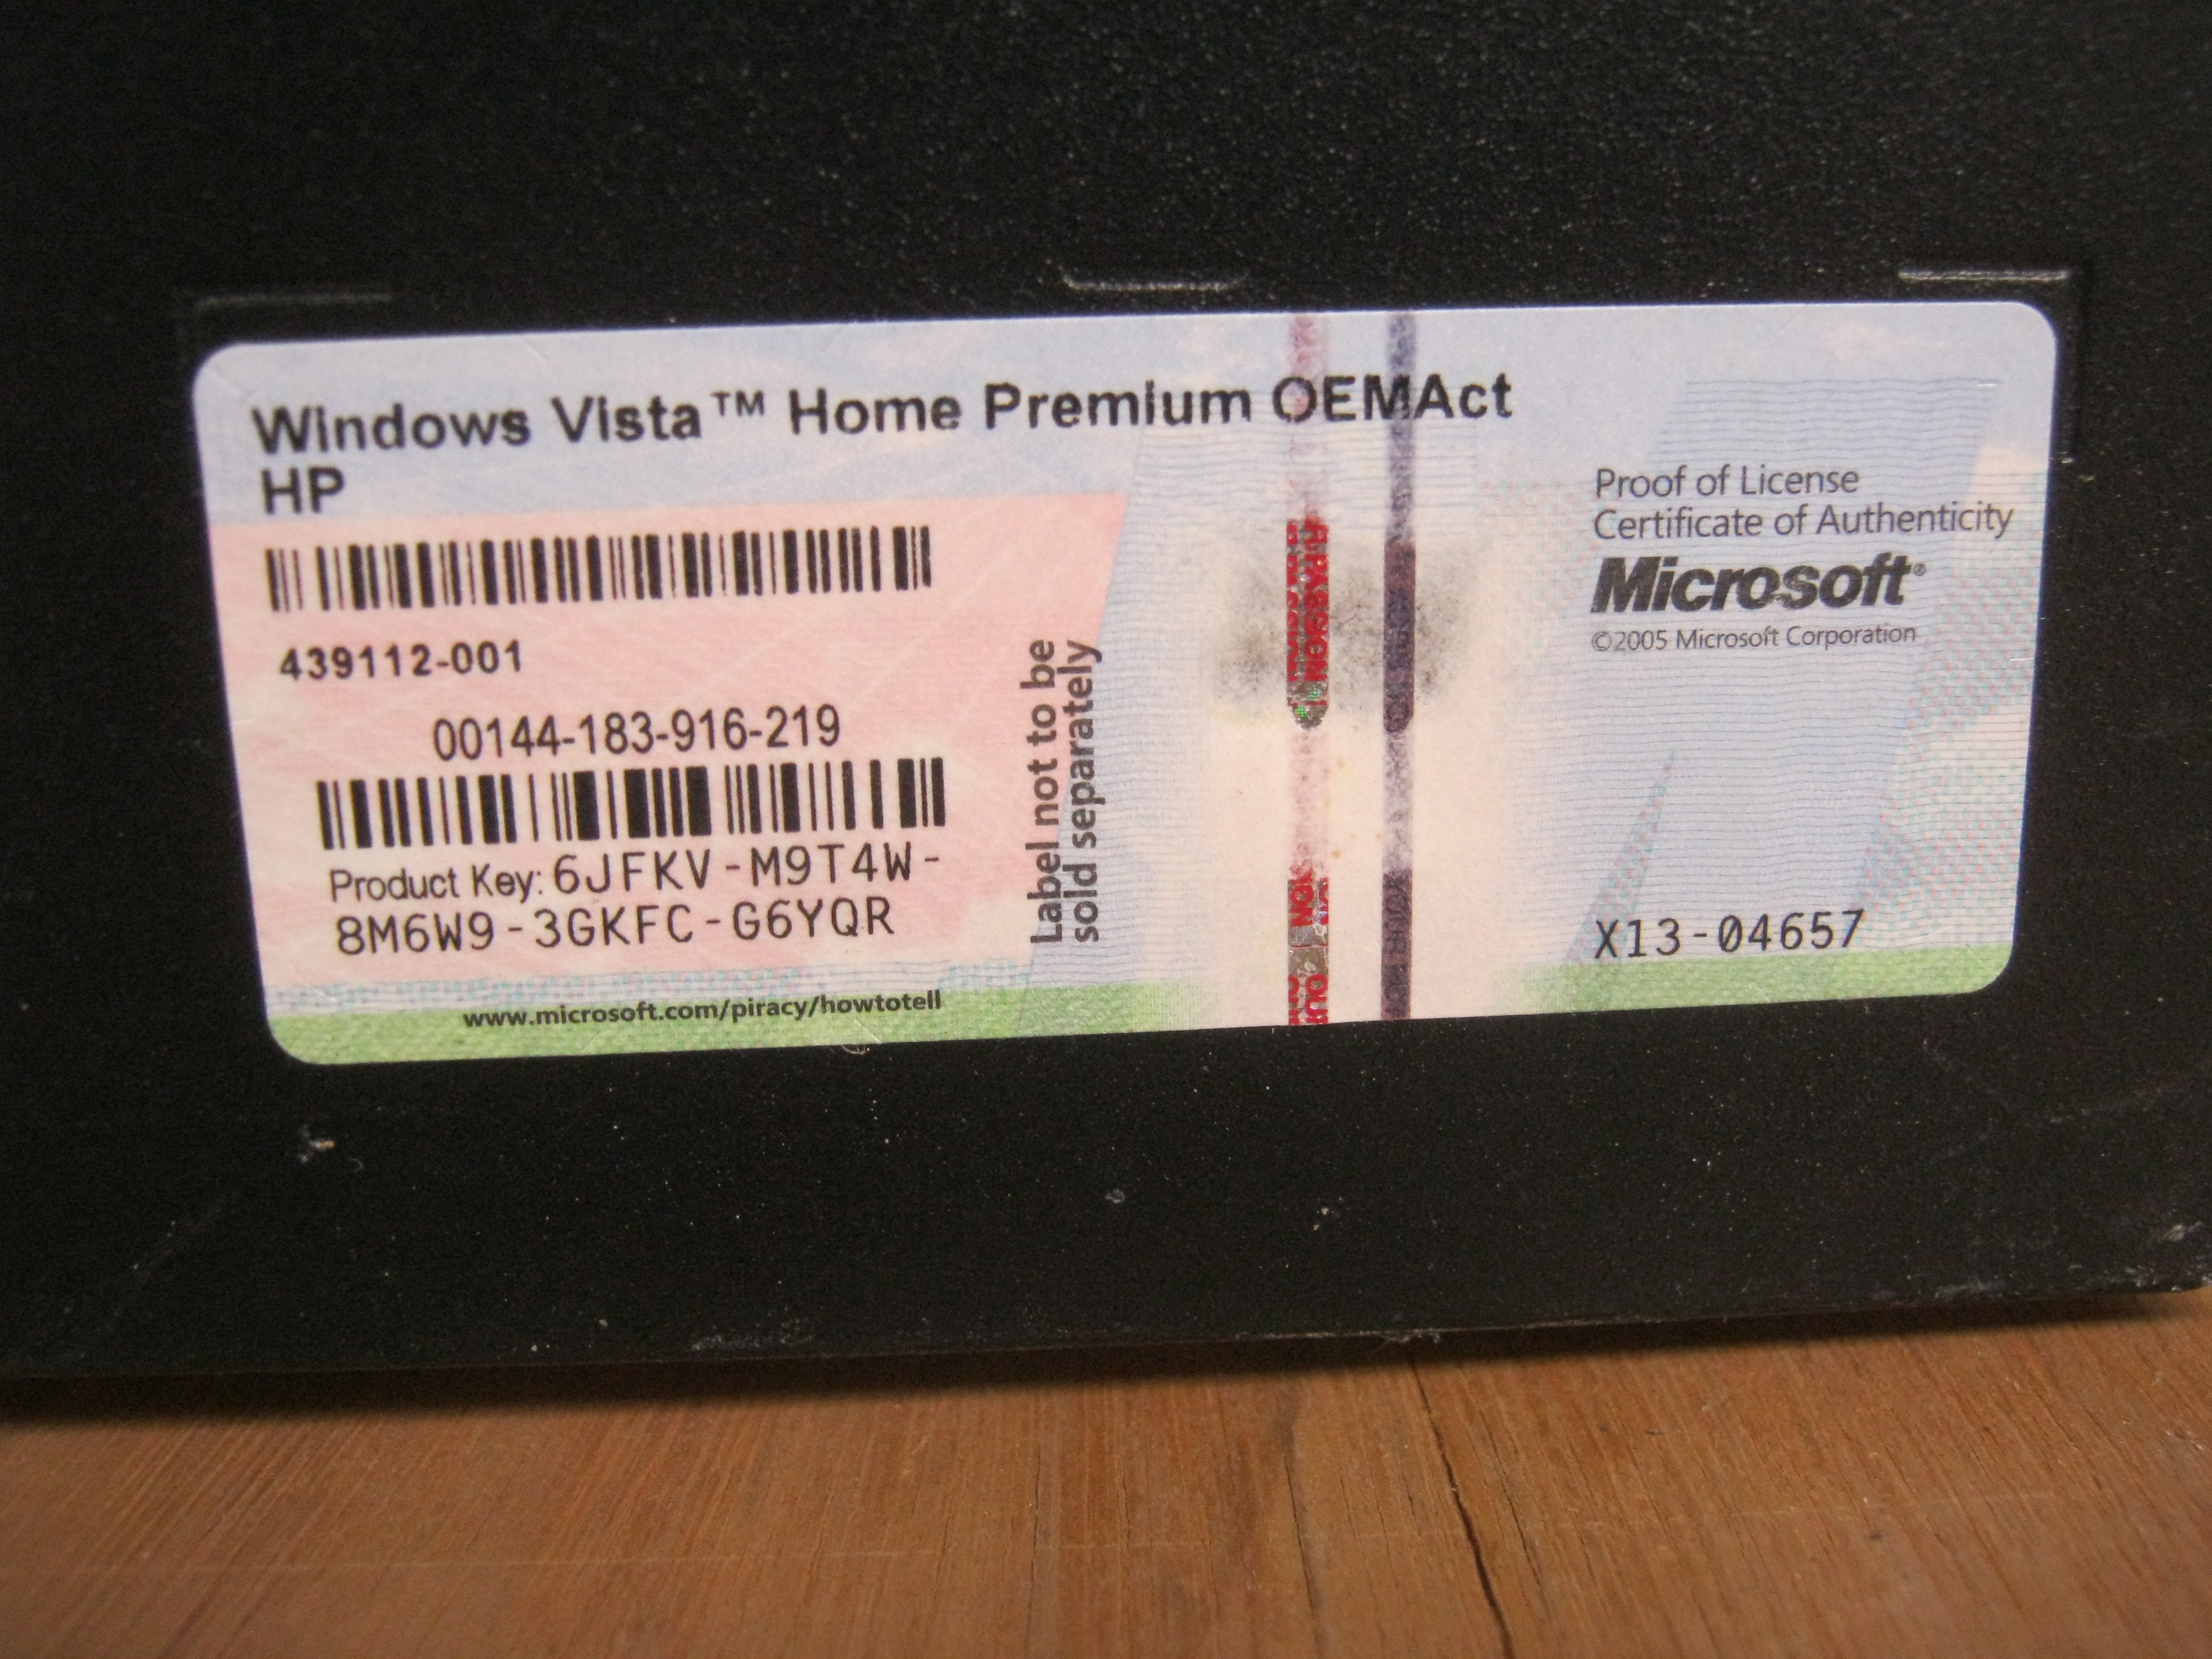 Windows Vista™ Home Premium OEMAct
HP
439112-001
00144-183-916-219
Product Key: 6JFKV-M9T4W-
8M6W9-3GKFC-G6YQR
www.microsoft.com/piracy/howtotell
Label not to be
sold separately
Proof of License
Certificate of Authenticity
Microsoft®
©2005 Microsoft Corporation
X13-04657